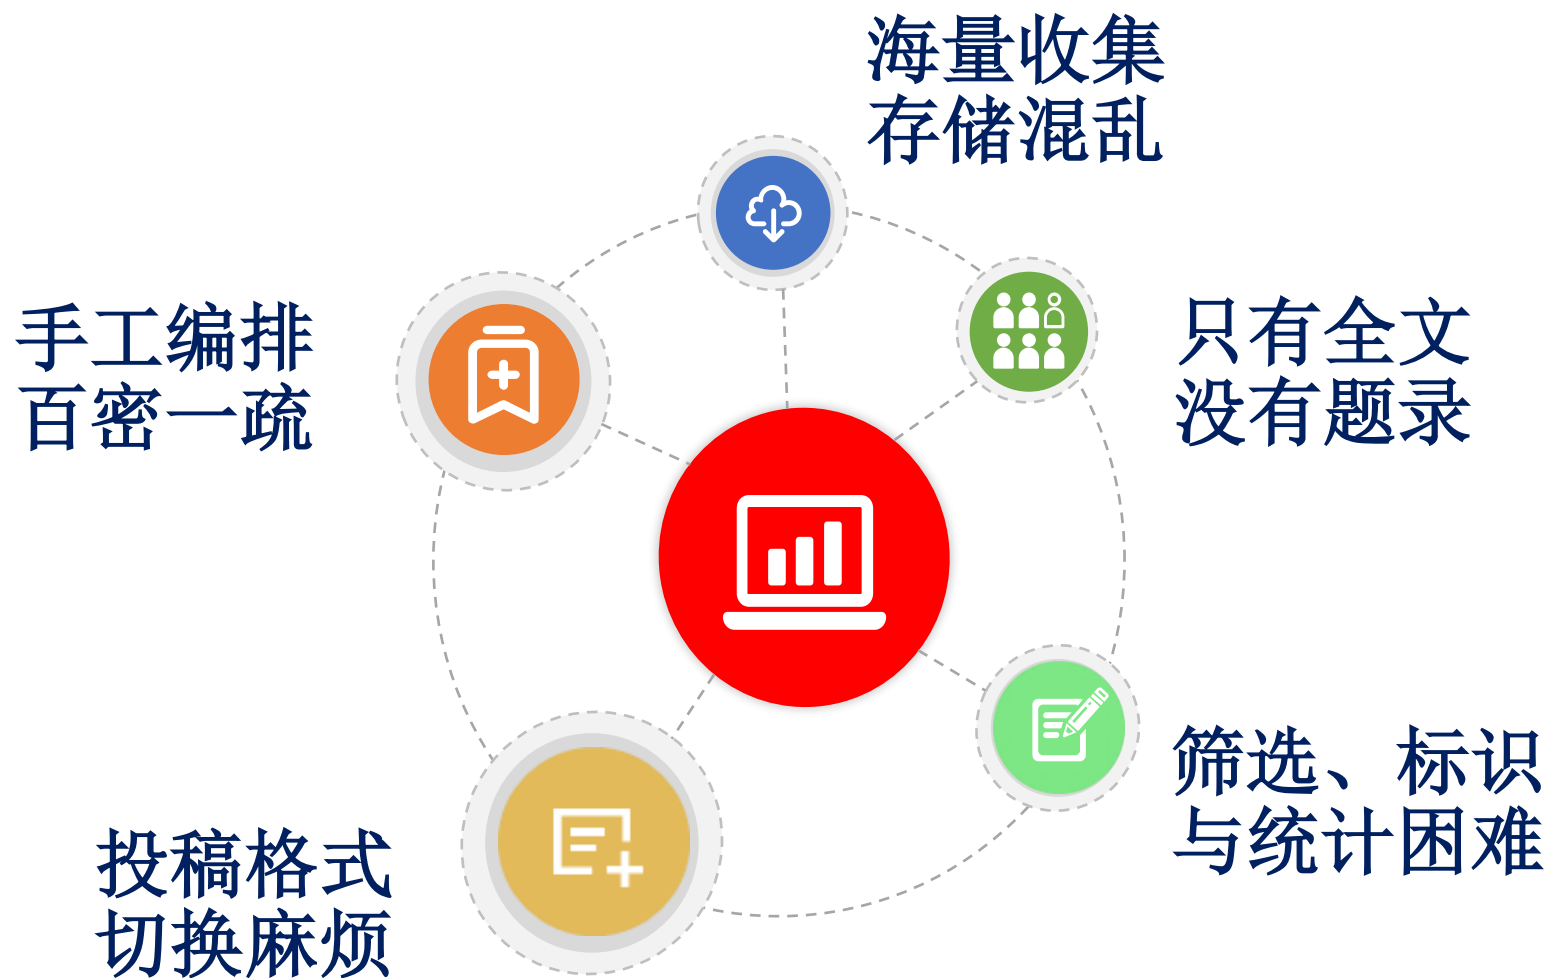 海量收集
存储混乱
只有全文
没有题录
筛选、标识
与统计困难
投稿格式
切换麻烦
手工编排
百密一疏